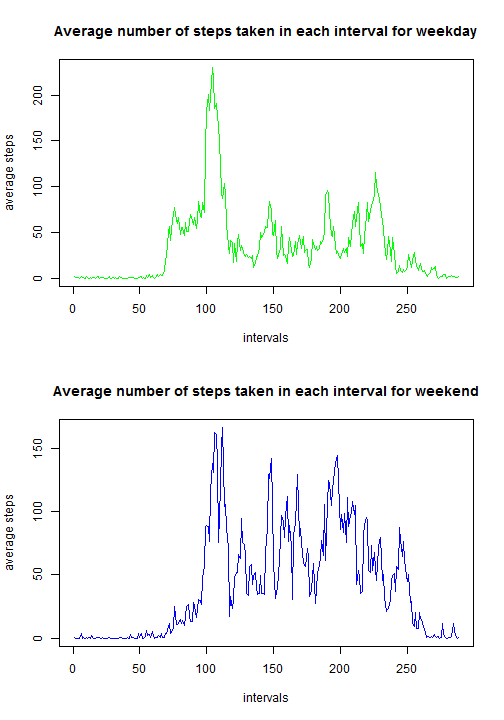 Average number of steps taken in each interval for weekday
average steps
200
150
100
50
0
0 50 100 150 200 250
intervals
Average number of steps taken in each interval for weekend
average steps
150
100
50
0
0 50 100 150 200 250
intervals